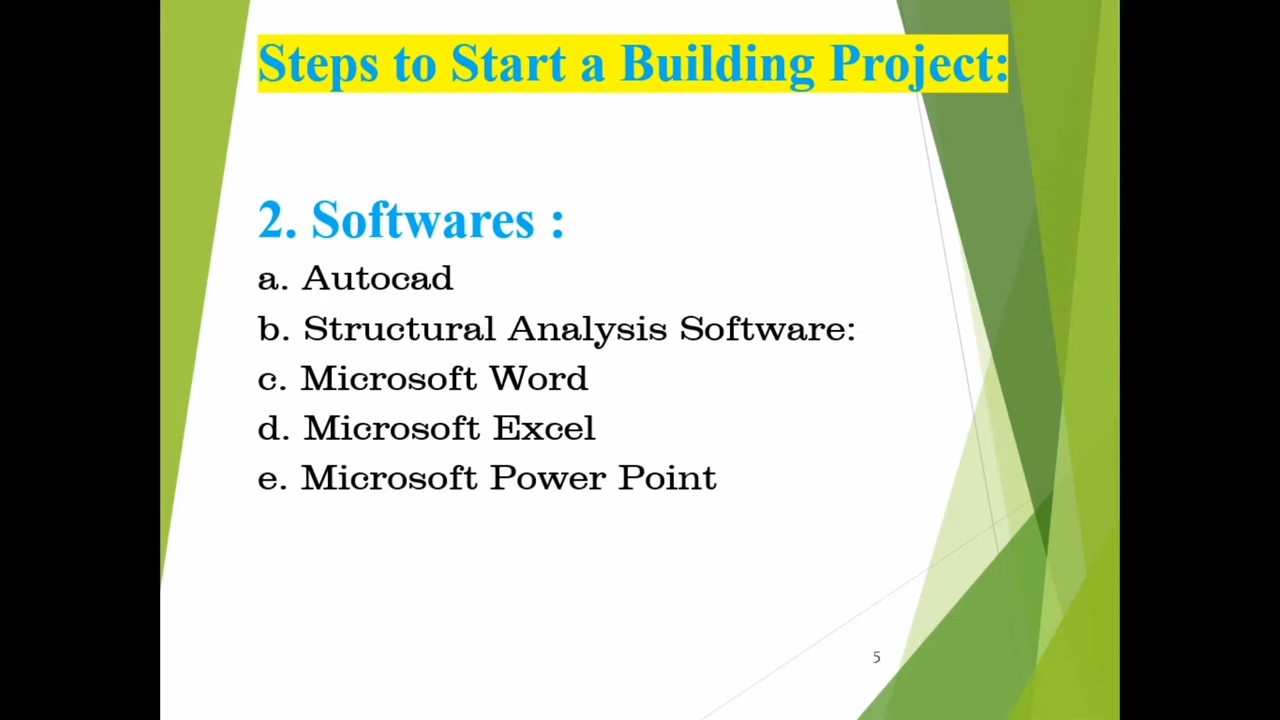 Steps to Start a Building Project:
2. Softwares :
a. Autocad
b. Structural Analysis Software:
c. Microsoft Word
d. Microsoft Excel
e. Microsoft Power Point
5